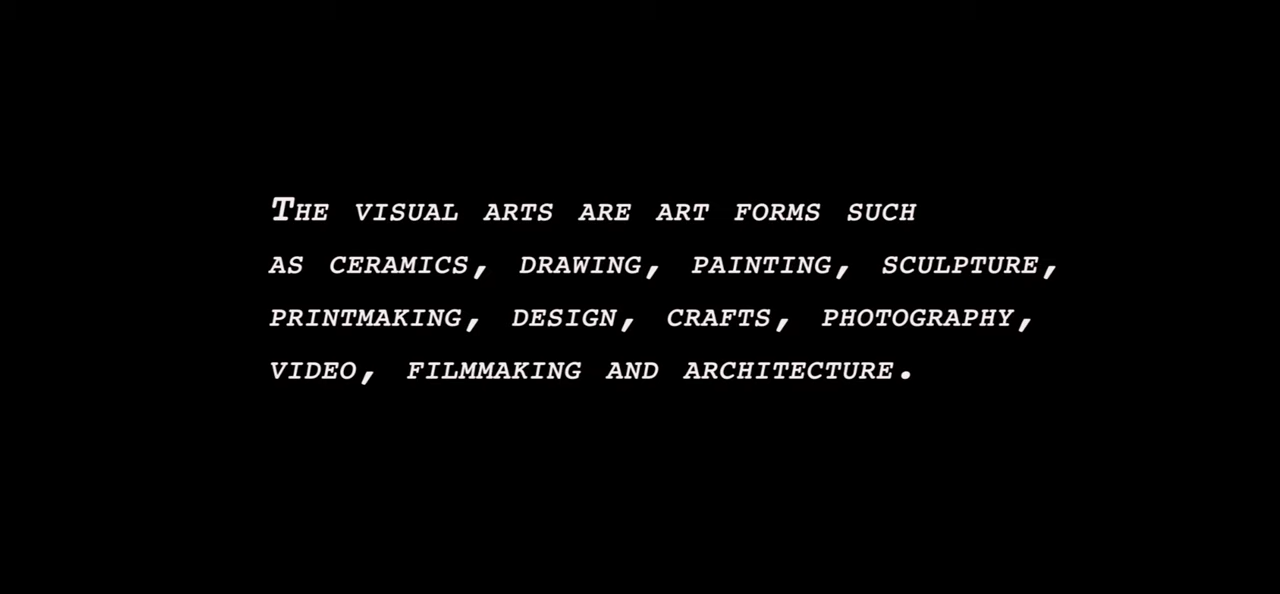 The visual arts are art forms such
as ceramics, drawing, painting, sculpture,
printmaking, design, crafts, photography,
video, filmmaking and architecture.